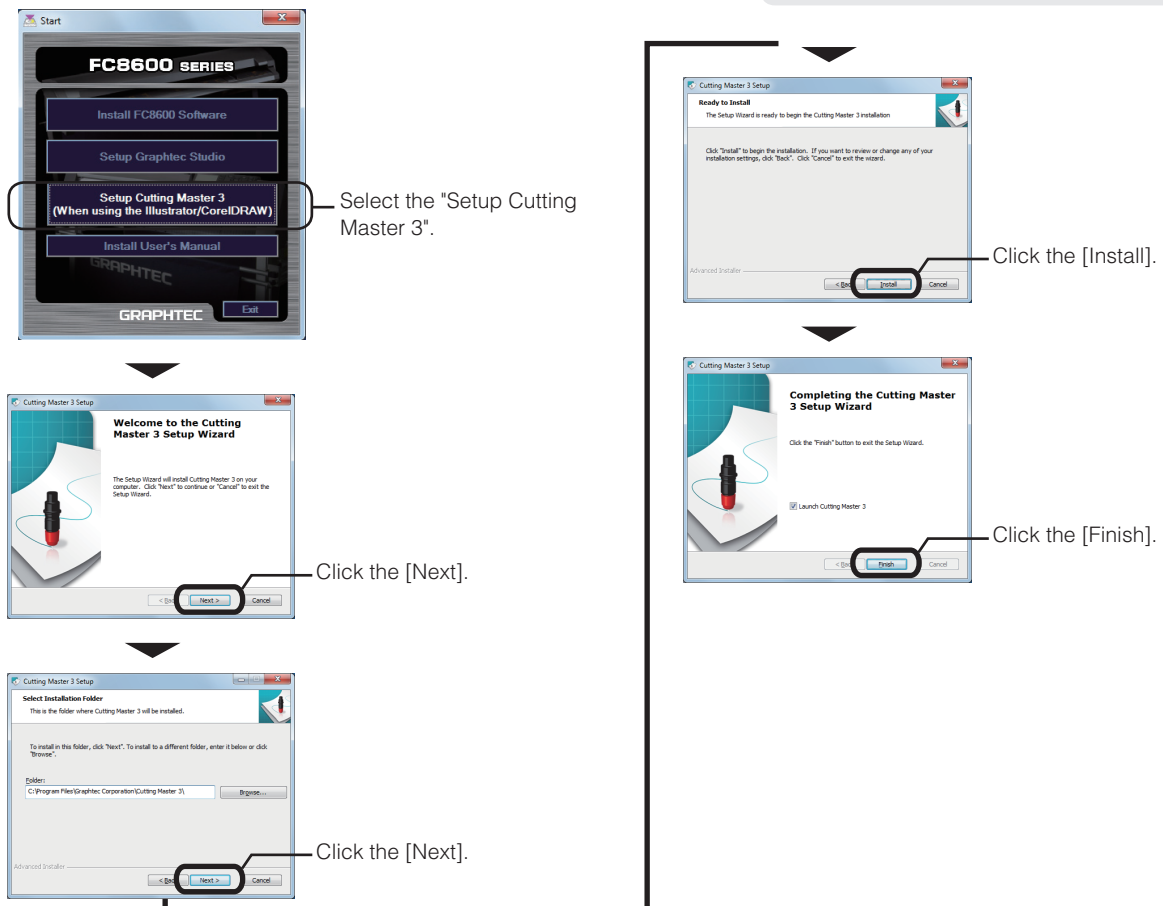 Start
FC8600 SERIES
Install FC8600 Software
Setup Graphtec Studio
Setup Cutting Master 3
(When using the Illustrator/CorelDRAW)
Install User's Manual
GRAPHTEC
GRAPHTEC
Exit
Select the "Setup Cutting
Master 3".
Cutting Master 3 Setup
Welcome to the Cutting
Master 3 Setup Wizard
The Setup Wizard will install Cutting Master 3 on your
computer. Click "Next" to continue or "Cancel" to exit the
Setup Wizard.
Next >
Cancel
Click the [Next].
Cutting Master 3 Setup
Select Installation Folder
This is the folder where Cutting Master 3 will be installed.
To install in this folder, click "Next". To install to a different folder, enter it below or click
"Browse".
Folder:
C:\Program Files\Graphtec Corporation\Cutting Master 3\
Browse...
Advanced Installer
Next >
Cancel
Click the [Next].
Cutting Master 3 Setup
Ready to Install
The Setup Wizard is ready to begin the Cutting Master 3 installation
Click "Install" to begin the installation. If you want to review or change any of your
installation settings, click "Back". Click "Cancel" to exit the wizard.
Advanced Installer
Install
Cancel
Click the [Install].
Cutting Master 3 Setup
Completing the Cutting Master
3 Setup Wizard
Click the "Finish" button to exit the Setup Wizard.
Launch Cutting Master 3
Finish
Cancel
Click the [Finish].